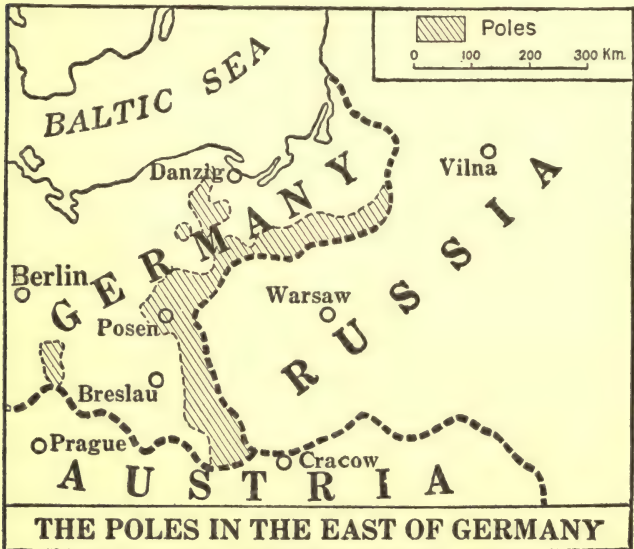 Poles
0 100 200 300 Km.
BALTIC SEA
Danzig
Vilna
GERMANY
RUSSIA
Berlin
Warsaw
Posen
Breslau
Prague
Cracow
AUSTRIA
THE POLES IN THE EAST OF GERMANY